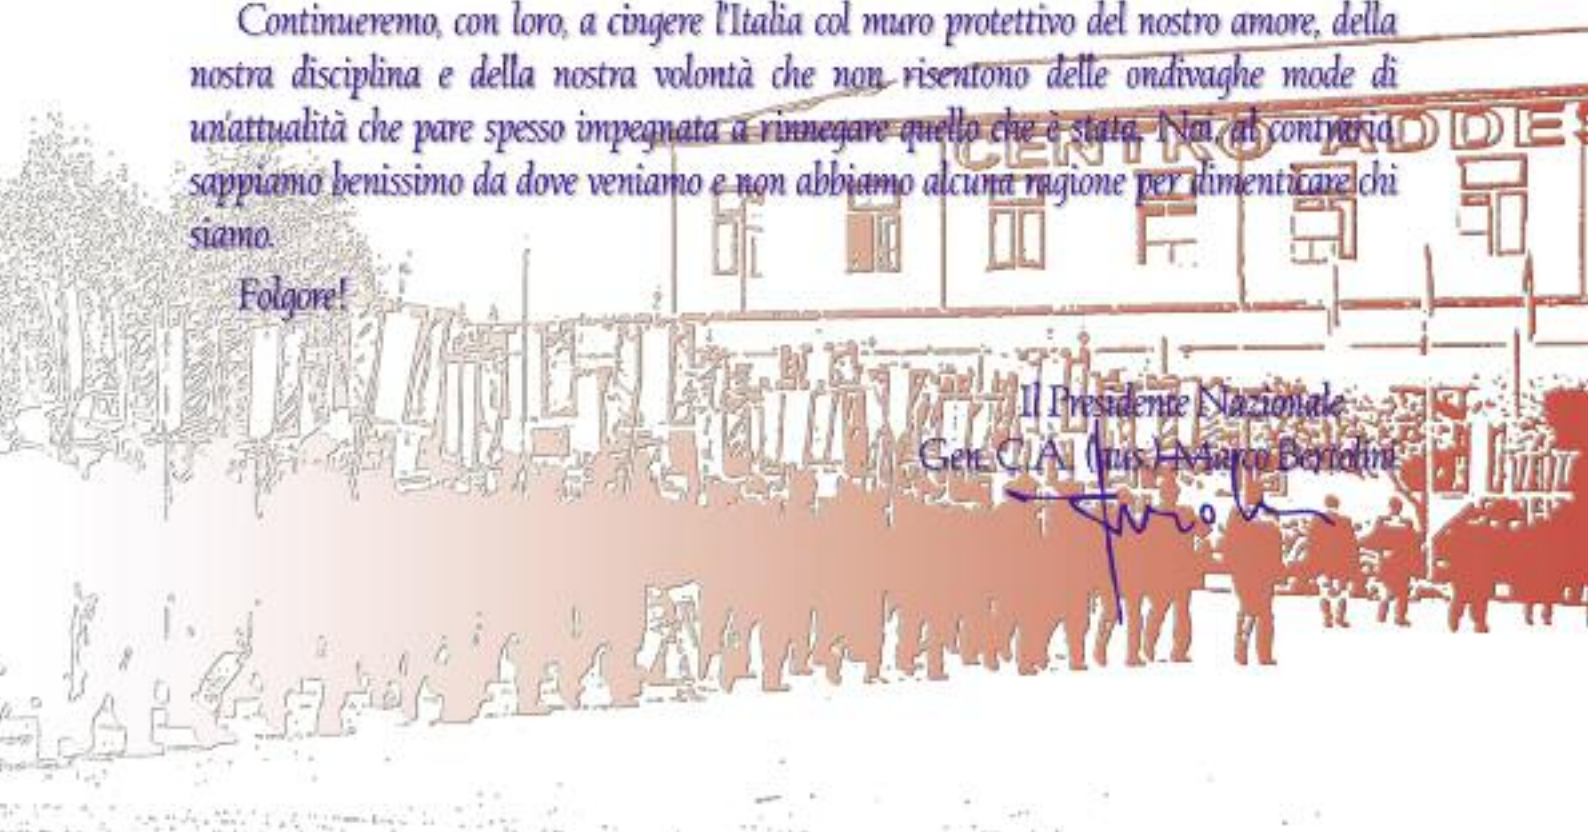 Continueremo, con loro, a cingere l'Italia col muro protettivo del nostro amore, della
nostra disciplina e della nostra volontà che non risentono delle ondivaghe mode di
un'attualità che pare spesso impegnata a rinnegare quello che è stata. Noi, al contrario,
sappiamo benissimo da dove veniamo e non abbiamo alcuna ragione per dimenticare chi
siamo.
Folgore!
CENTRO ADDES
Il Presidente Nazionale
Gen. C.A. (aus.) Marco Bertolini